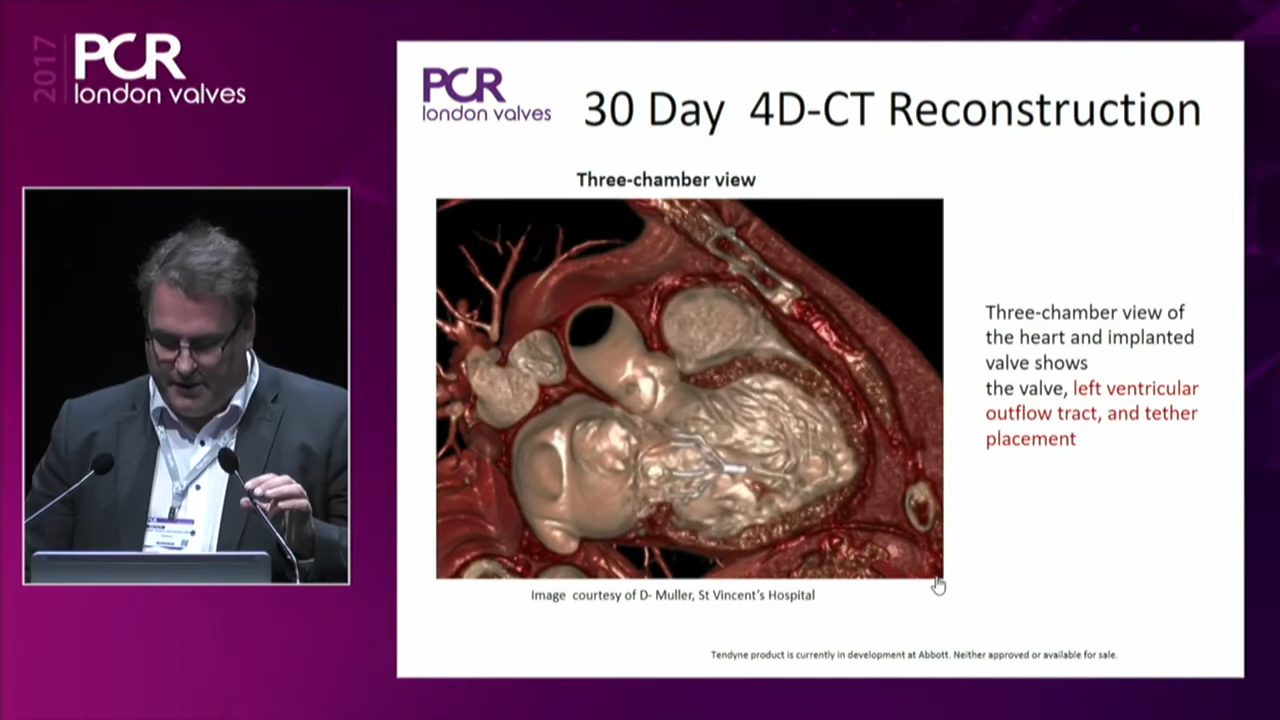 2017
PCR
london valves
PCR
london valves
30 Day 4D-CT Reconstruction
Three-chamber view
Three-chamber view of
the heart and implanted
valve shows
the valve, left ventricular
outflow tract, and tether
placement
Image courtesy of D- Muller, St Vincent's Hospital
Tendyne product is currently in development at Abbott. Neither approved or available for sale.